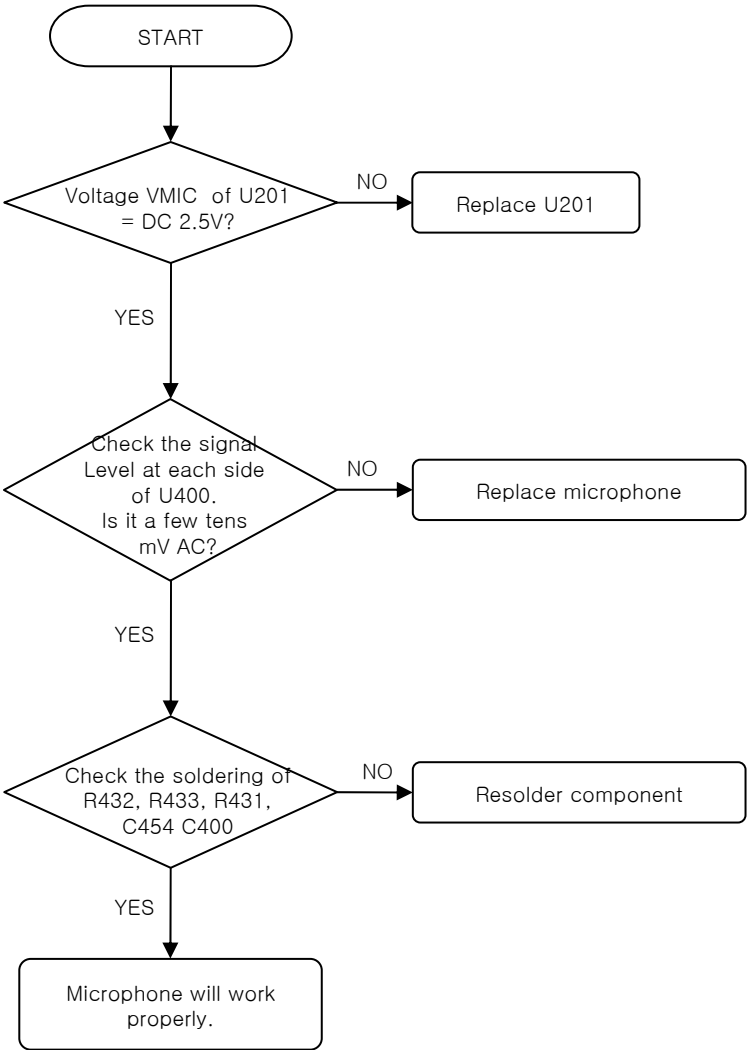 START
Voltage VMIC of U201
= DC 2.5V?
NO
Replace U201
YES
Check the signal
Level at each side
of U400.
Is it a few tens
mV AC?
NO
Replace microphone
YES
Check the soldering of
R432, R433, R431,
C454 C400
NO
Resolder component
YES
Microphone will work
properly.